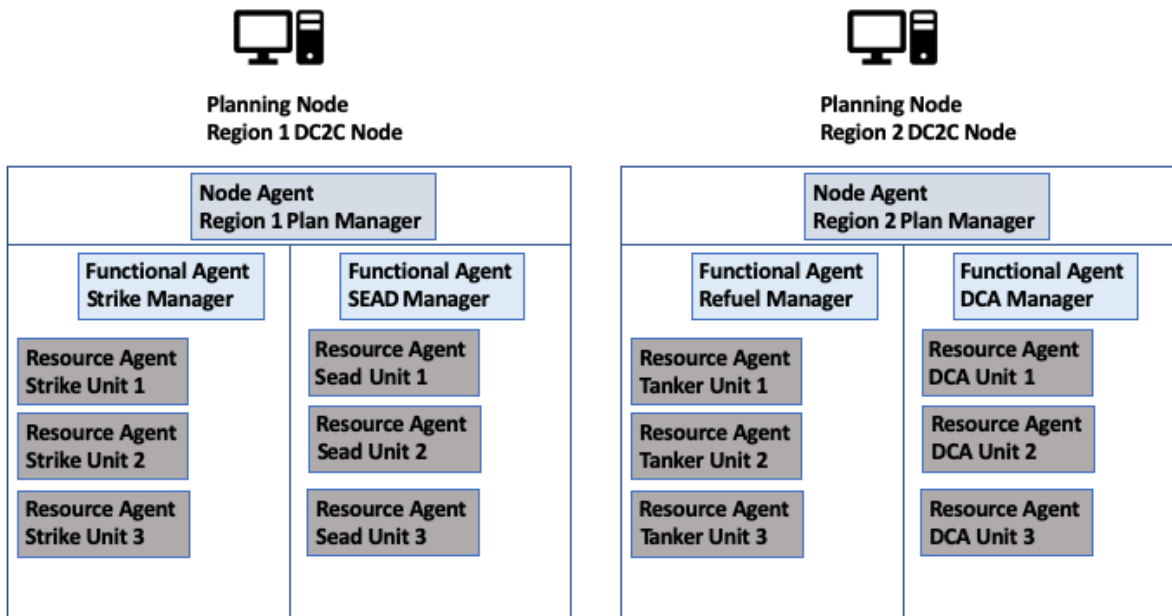 Planning Node
Region 1 DC2C Node
Node Agent
Region 1 Plan Manager
Functional Agent
Strike Manager
Resource Agent
Strike Unit 1
Resource Agent
Strike Unit 2
Resource Agent
Strike Unit 3
Functional Agent
SEAD Manager
Resource Agent
Sead Unit 1
Resource Agent
Sead Unit 2
Resource Agent
Sead Unit 3
Planning Node
Region 2 DC2C Node
Node Agent
Region 2 Plan Manager
Functional Agent
Refuel Manager
Resource Agent
Tanker Unit 1
Resource Agent
Tanker Unit 2
Resource Agent
Tanker Unit 3
Functional Agent
DCA Manager
Resource Agent
DCA Unit 1
Resource Agent
DCA Unit 2
Resource Agent
DCA Unit 3